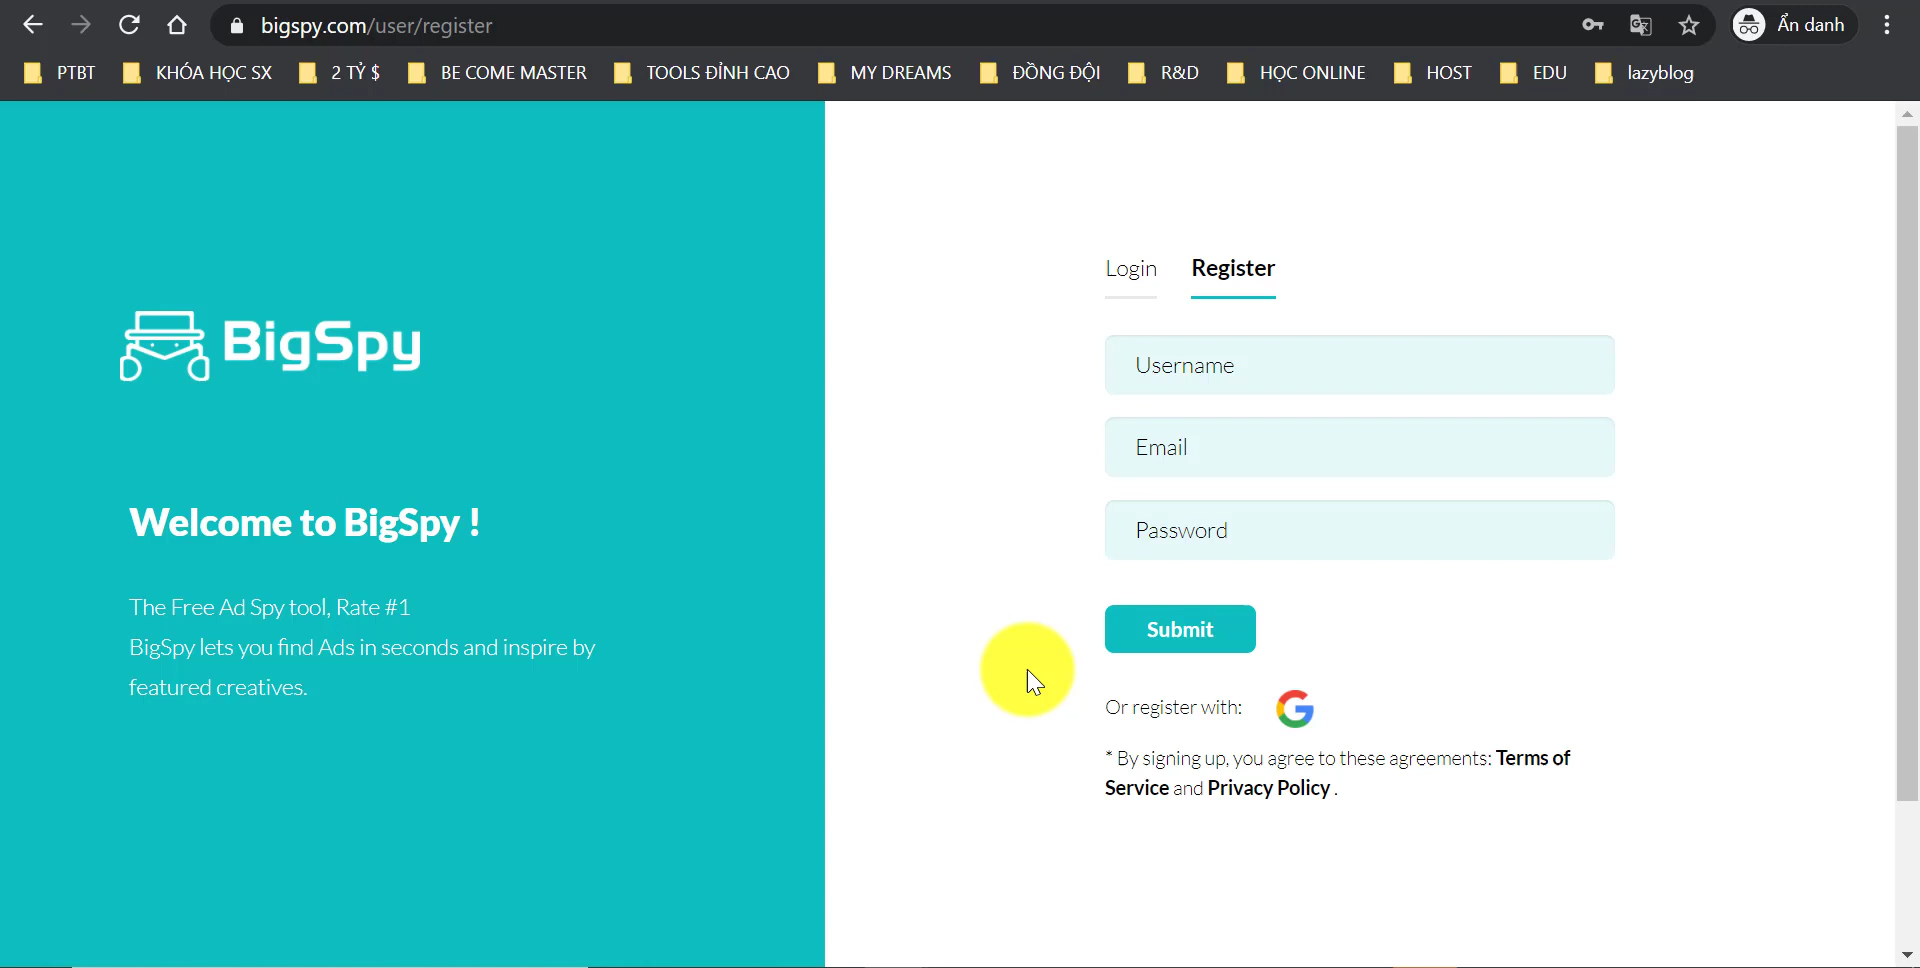 bigspy.com/user/register
Ẩn danh
PTBT KHÓA HỌC SX 2 TỶ $ BE COME MASTER TOOLS ĐỈNH CAO MY DREAMS ĐỒNG ĐỘI R&D HỌC ONLINE HOST EDU lazyblog
BigSpy
Welcome to BigSpy !
The Free Ad Spy tool, Rate #1
BigSpy lets you find Ads in seconds and inspire by
featured creatives.
Login Register
Username
Email
Password
Submit
Or register with:
* By signing up, you agree to these agreements: Terms of
Service and Privacy Policy .